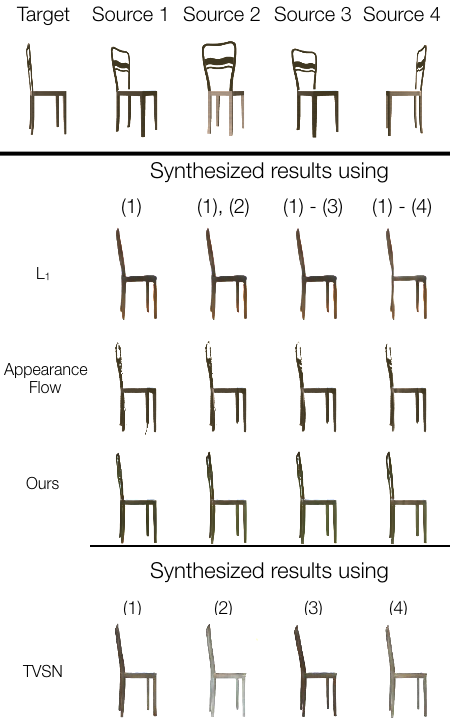 Target Source 1 Source 2 Source 3 Source 4
Synthesized results using
(1) (1), (2) (1) - (3) (1) - (4)
L₁
Appearance
Flow
Ours
Synthesized results using
(1) (2) (3) (4)
TVSN